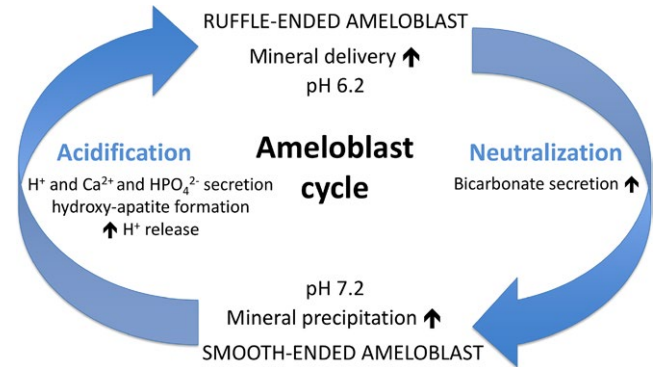 RUFFLE-ENDED AMELOBLAST
Mineral delivery 🡅
pH 6.2
Acidification
H⁺ and Ca²⁺ and HPO₄²⁻ secretion
hydroxy-apatite formation
🡅 H⁺ release
Ameloblast
cycle
Neutralization
Bicarbonate secretion 🡅
pH 7.2
Mineral precipitation 🡅
SMOOTH-ENDED AMELOBLAST